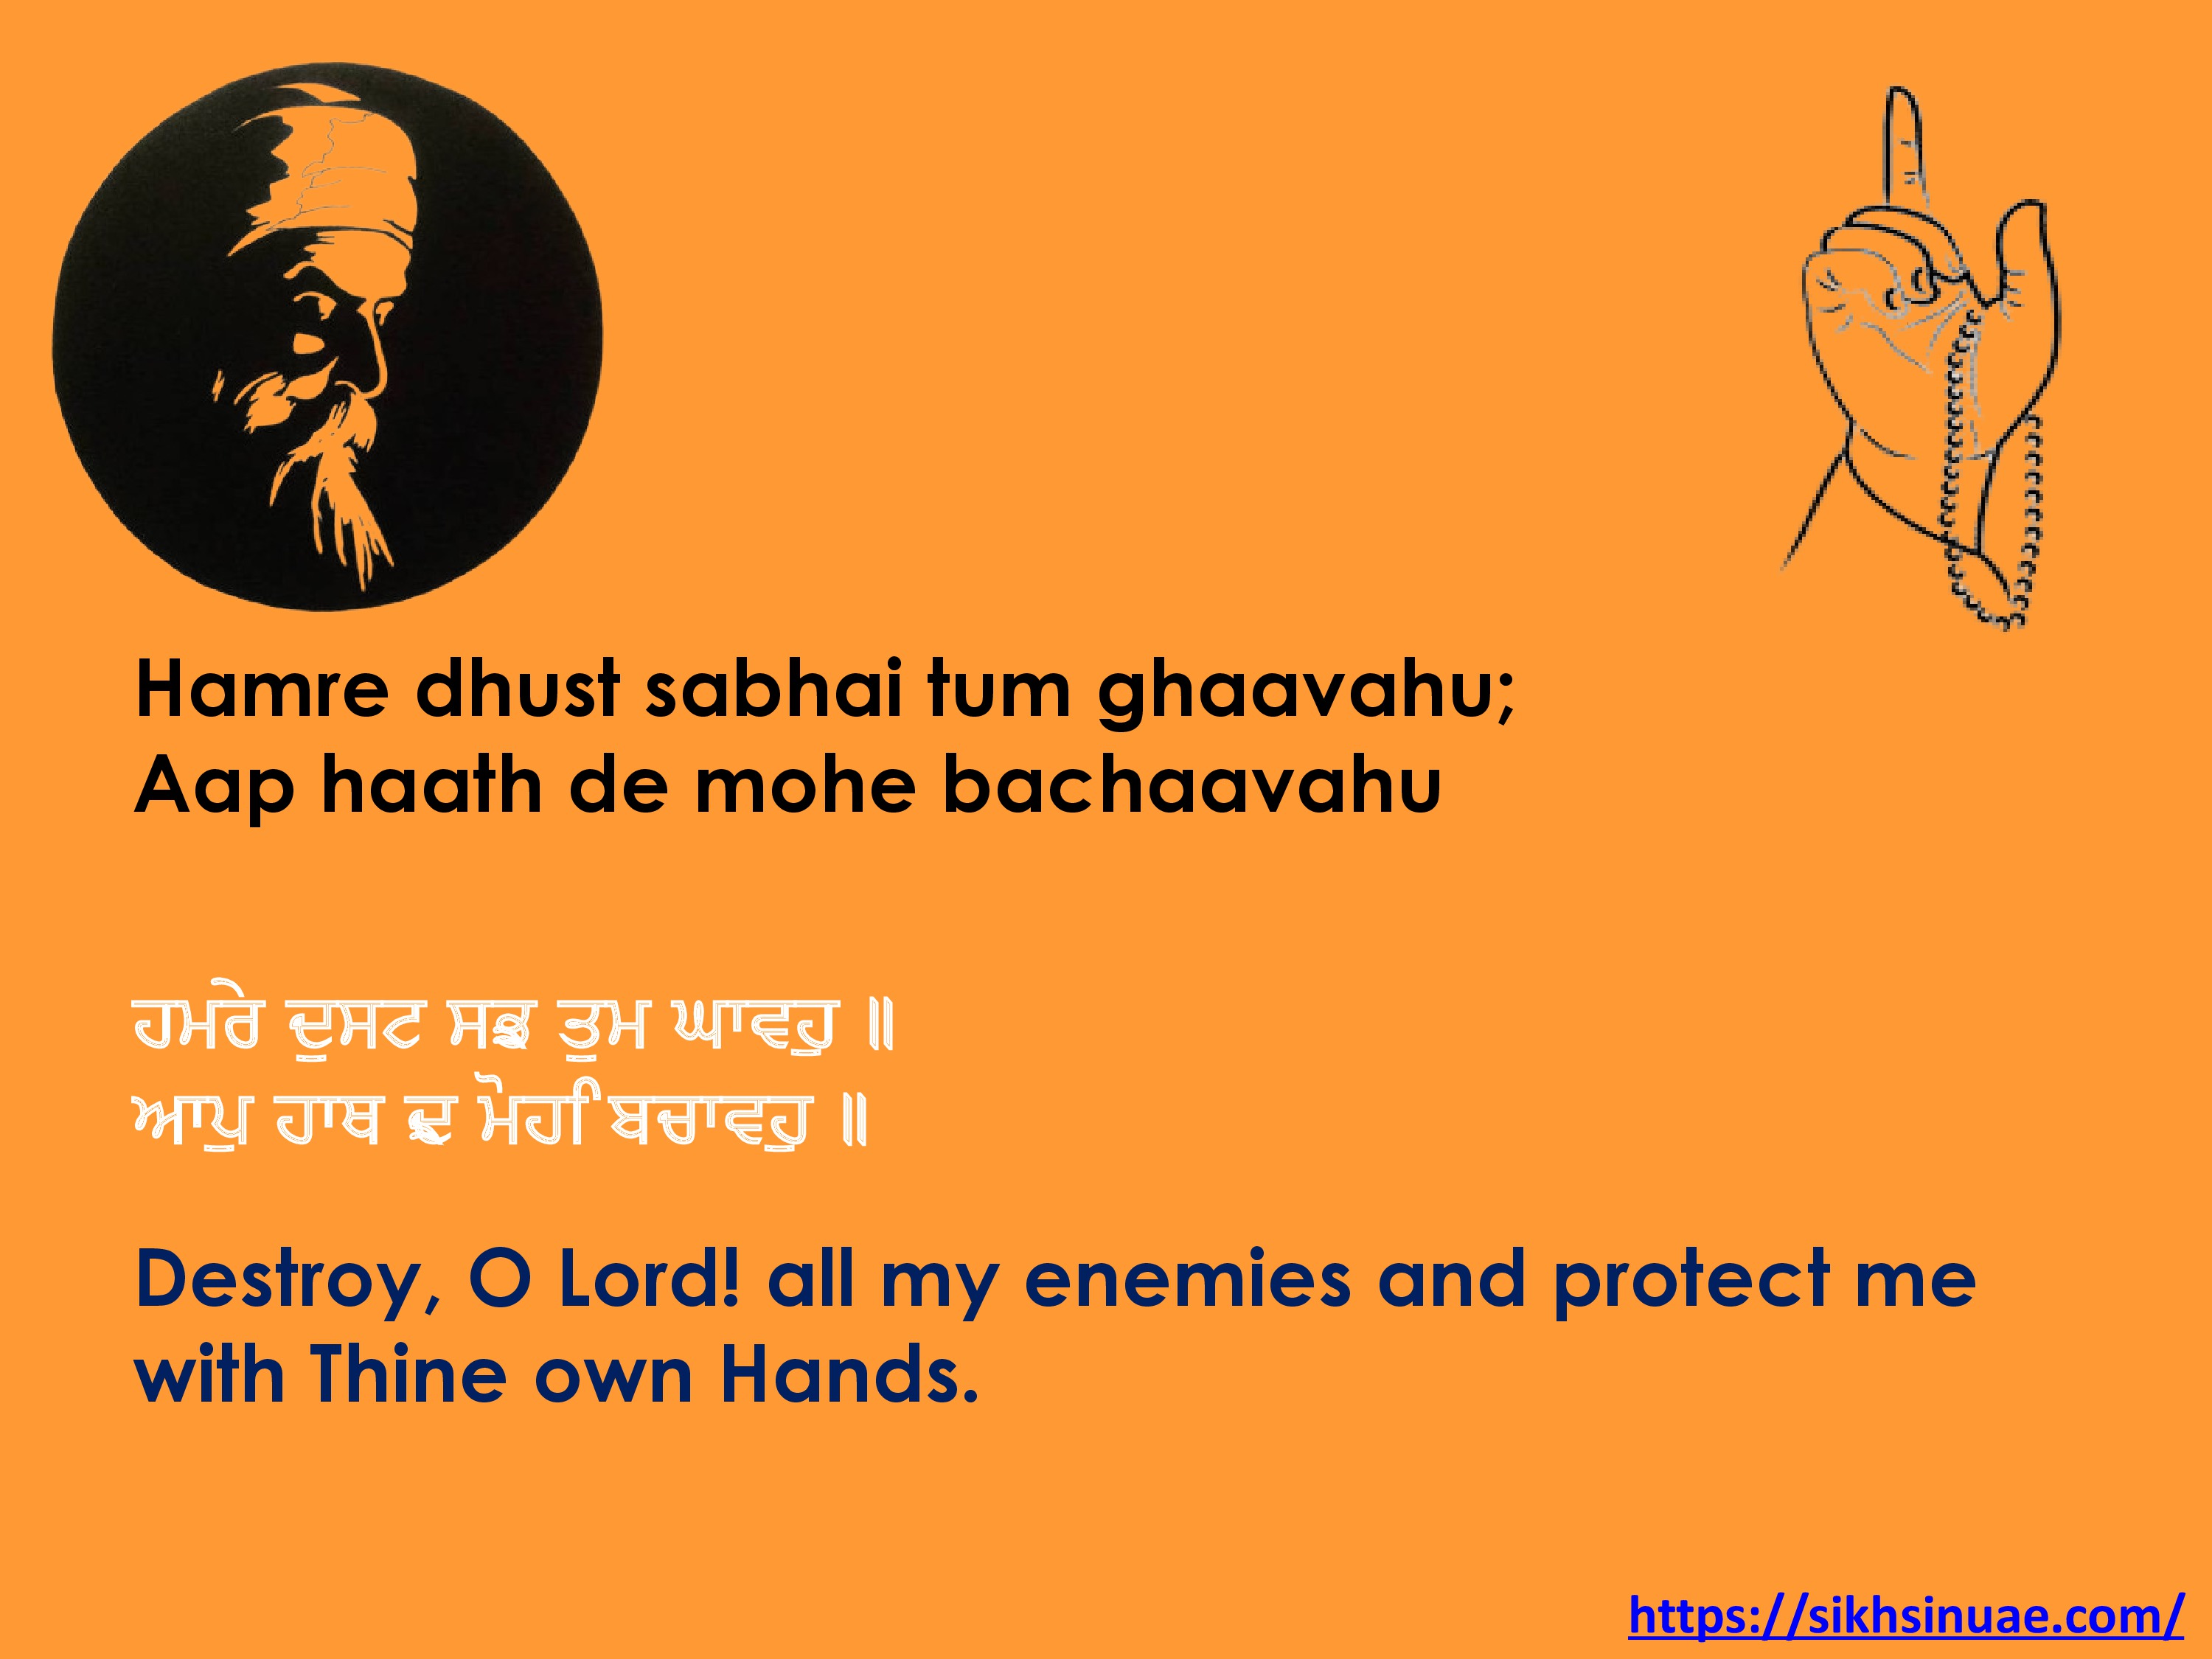 Hamre dhust sabhai tum ghaavahu;
Aap haath de mohe bachaavahu
ਹਮਰੇ ਦੁਸਟ ਤੁਮ ਘਾਵਹੁ ॥
ਆਪੁ ਹਾਥ ਬਚਾਵਹੁ ॥
Destroy, O Lord! all my enemies and protect me
with Thine own Hands.
https://sikhsinuae.com/